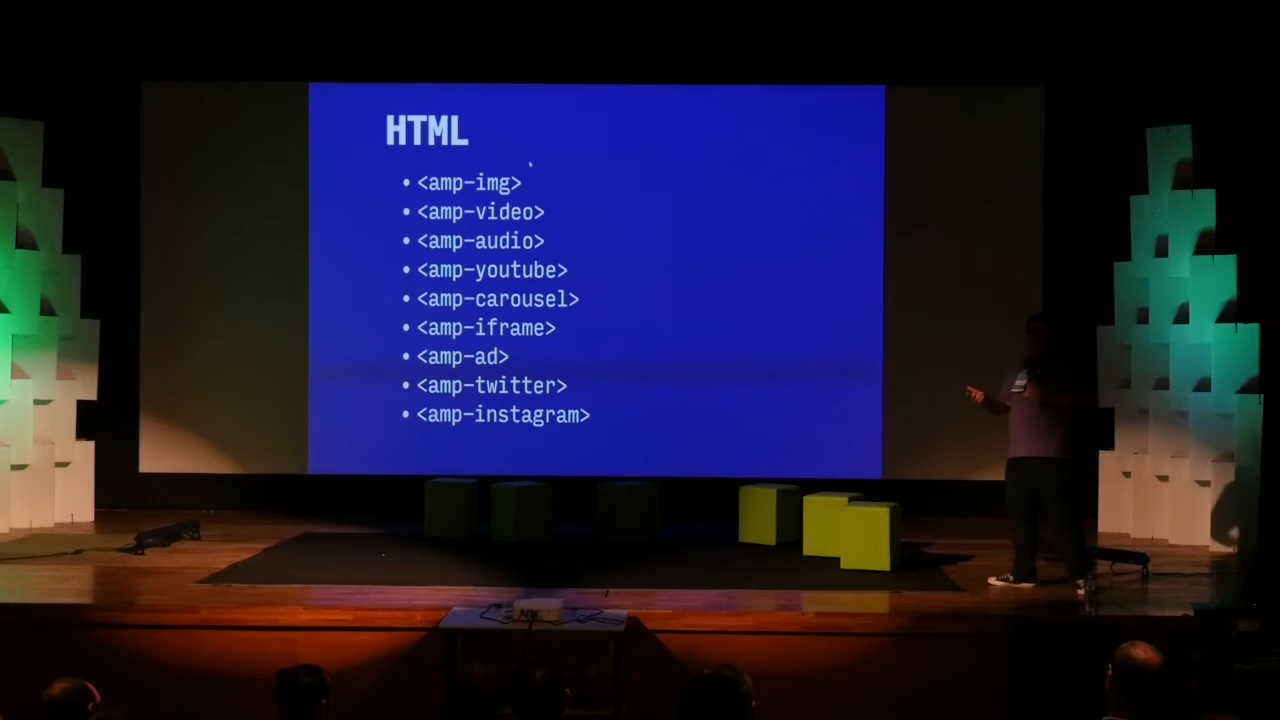 HTML
• <amp-img>
• <amp-video>
• <amp-audio>
• <amp-youtube>
• <amp-carousel>
• <amp-iframe>
• <amp-ad>
• <amp-twitter>
• <amp-instagram>